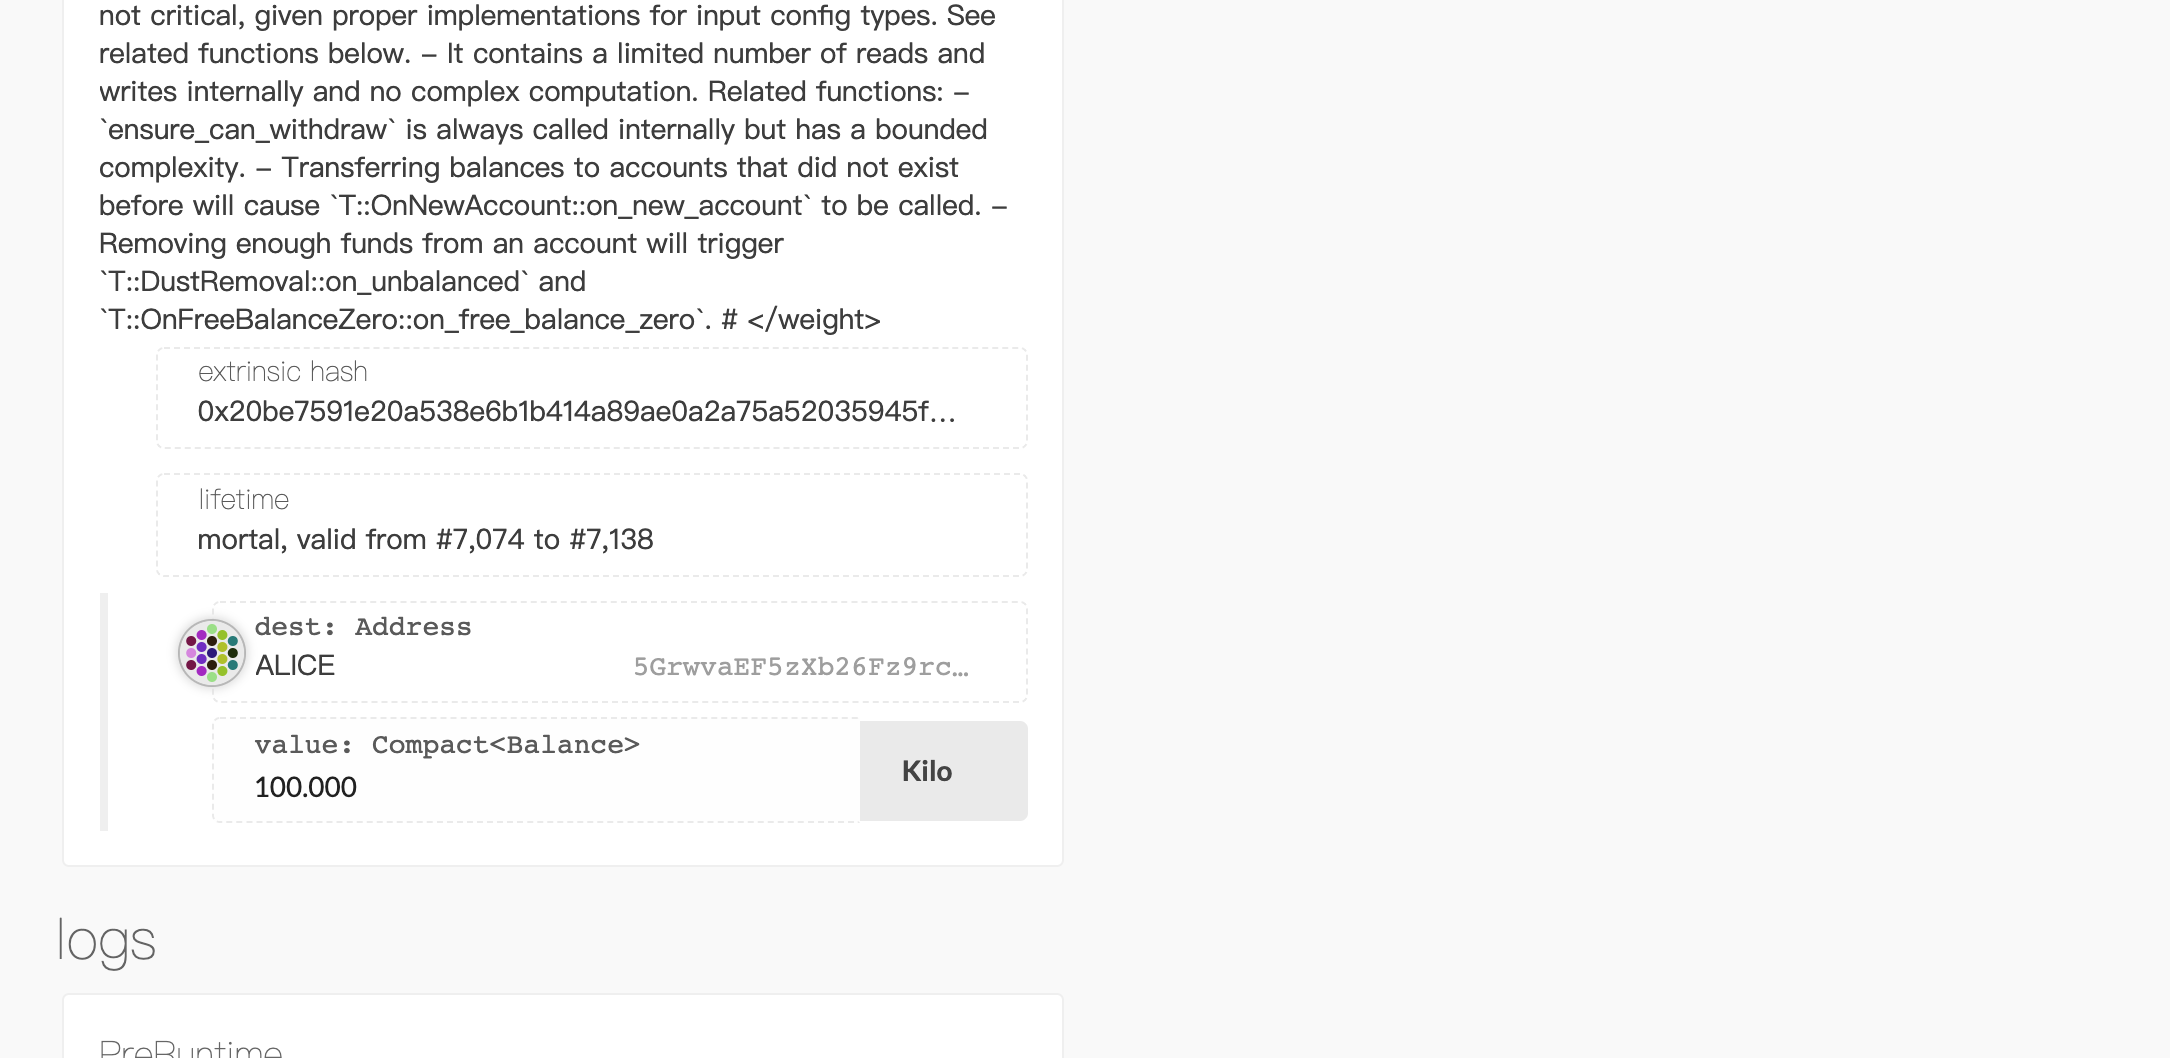 not critical, given proper implementations for input config types. See
related functions below. – It contains a limited number of reads and
writes internally and no complex computation. Related functions: –
`ensure_can_withdraw` is always called internally but has a bounded
complexity. – Transferring balances to accounts that did not exist
before will cause `T::OnNewAccount::on_new_account` to be called. –
Removing enough funds from an account will trigger
`T::DustRemoval::on_unbalanced` and
`T::OnFreeBalanceZero::on_free_balance_zero`. # </weight>
extrinsic hash
0x20be7591e20a538e6b1b414a89ae0a2a75a52035945f…
lifetime
mortal, valid from #7,074 to #7,138
dest: Address
ALICE 5GrwvaEF5zXb26Fz9rc…
value: Compact<Balance>
100.000
Kilo
logs
PreRuntime